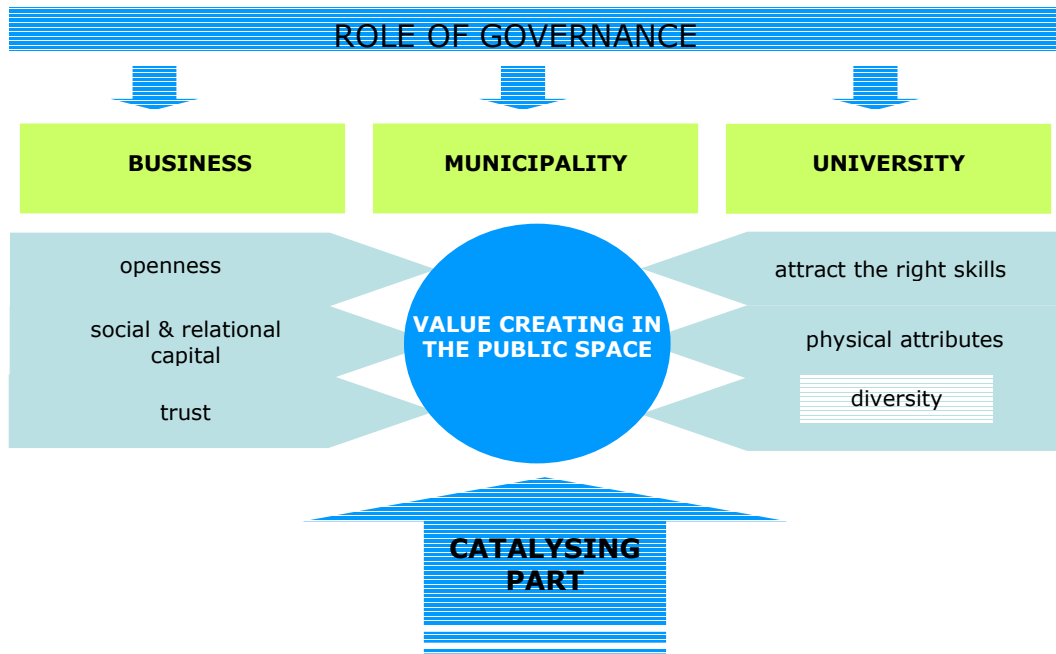 ROLE OF GOVERNANCE
BUSINESS
MUNICIPALITY
UNIVERSITY
openness
social & relational
capital
trust
VALUE CREATING IN
THE PUBLIC SPACE
attract the right skills
physical attributes
diversity
CATALYSING
PART